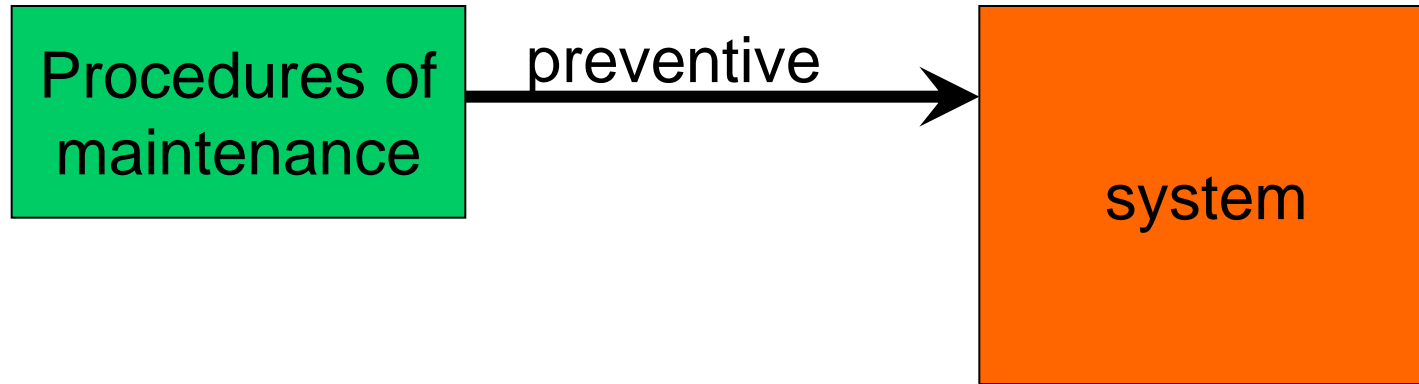 Procedures of
maintenance
preventive
system